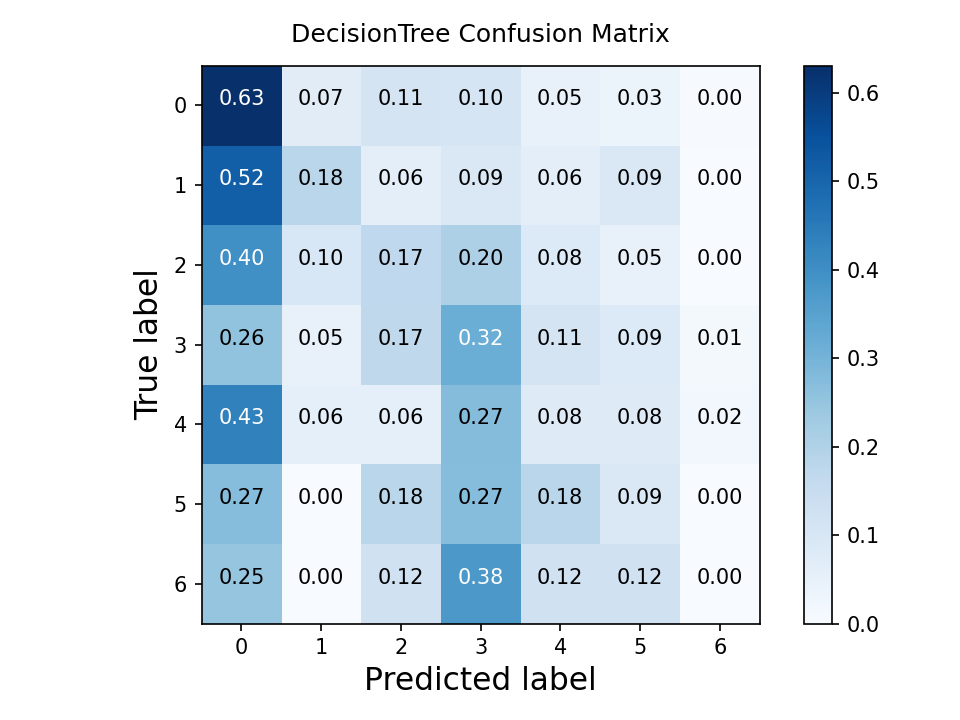 DecisionTree Confusion Matrix
0 0.63 0.07 0.11 0.10 0.05 0.03 0.00
1 0.52 0.18 0.06 0.09 0.06 0.09 0.00
2 0.40 0.10 0.17 0.20 0.08 0.05 0.00
3 0.26 0.05 0.17 0.32 0.11 0.09 0.01
4 0.43 0.06 0.06 0.27 0.08 0.08 0.02
5 0.27 0.00 0.18 0.27 0.18 0.09 0.00
6 0.25 0.00 0.12 0.38 0.12 0.12 0.00
0 1 2 3 4 5 6
Predicted label
True label
0.6
0.5
0.4
0.3
0.2
0.1
0.0